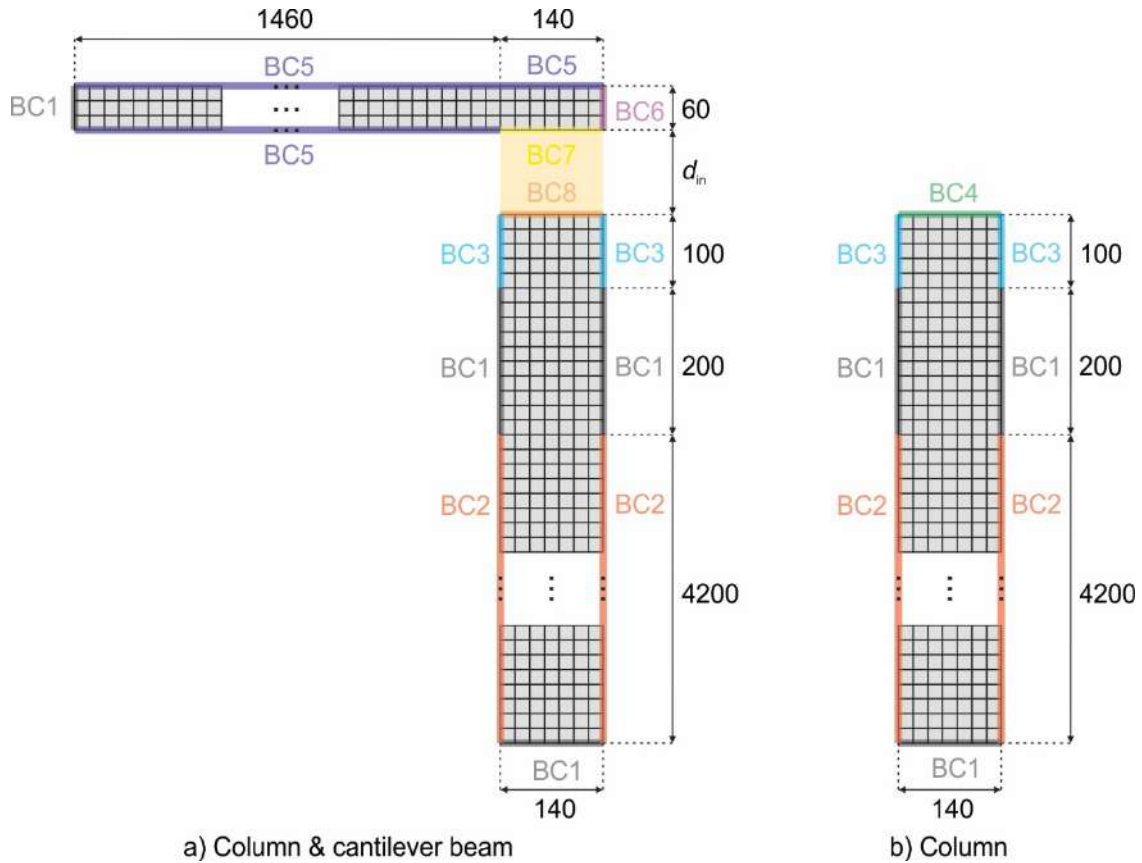 1460 140
BC5 BC5
BC1 BC6 60
BC5 BC7 d_in
BC8 BC4
BC3 BC3 100 BC3 BC3 100
BC1 BC1 200 BC1 BC1 200
BC2 BC2 BC2 BC2
4200 4200
BC1 BC1
140 140
a) Column & cantilever beam b) Column